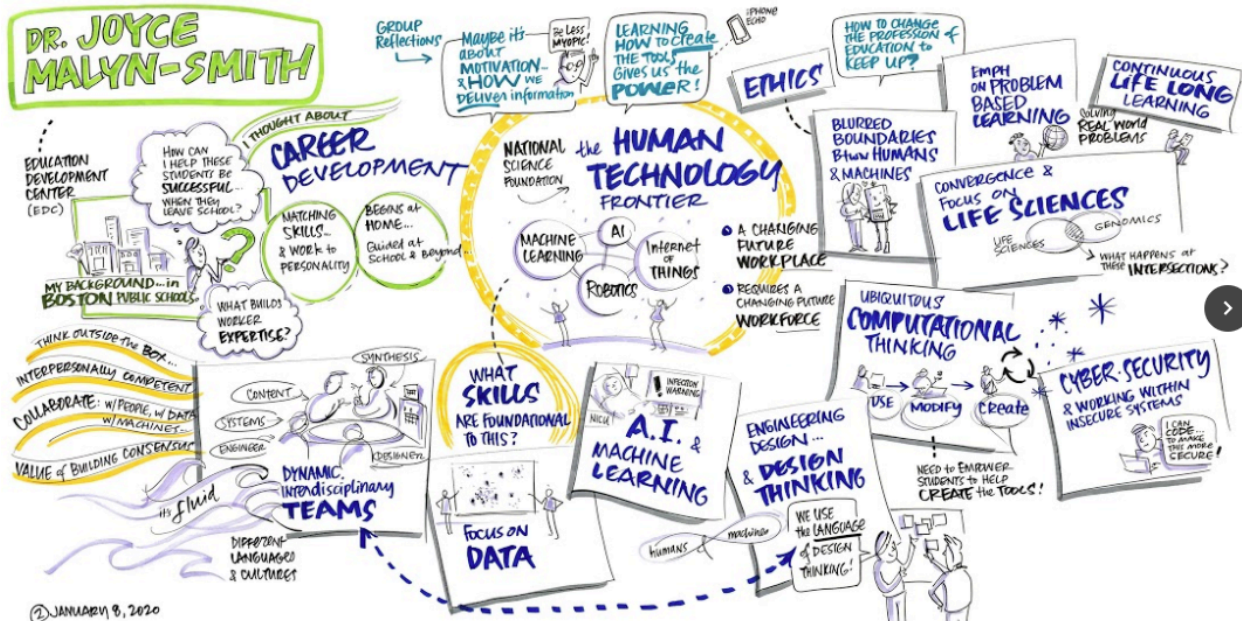 DR. JOYCE
MALYN-SMITH
EDUCATION
DEVELOPMENT
CENTER
(EDC)
HOW CAN
I HELP THESE
STUDENTS BE
SUCCESSFUL...
WHEN THEY
LEAVE SCHOOL?
MY BACKGROUND... in
BOSTON PUBLIC SCHOOLS
WHAT BUILDS
WORKER
EXPERTISE?
I THOUGHT ABOUT
CAREER
DEVELOPMENT
MATCHING
SKILLS...
& WORK to
PERSONALITY
BEGINS at
HOME...
Guided at
SCHOOL & Beyond...
GROUP
REFLECTIONS
MAYBE it's
about
MOTIVATION-
& HOW WE
DELIVER information
Be Less
MYOPIC!
LEARNING
HOW to create
THE TOOLS
GIVES US the
POWER!
iPHONE
ECHO
NATIONAL
SCIENCE
FOUNDATION
the HUMAN
TECHNOLOGY
FRONTIER
MACHINE
LEARNING
AI
Internet
OF THINGS
ROBOTICS
A CHANGING
FUTURE
WORKPLACE
REQUIRES A
CHANGING FUTURE
WORKFORCE
ETHICS
HOW TO CHANGE
THE PROFESSION &
EDUCATION to
KEEP UP?
BLURRED
BOUNDARIES
Btwn HUMANS
& MACHINES
EMPH
ON PROBLEM
BASED
LEARNING
Solving
REAL World
PROBLEMS
CONTINUOUS
LIFE LONG
LEARNING
CONVERGENCE &
FOCUS ON
LIFE SCIENCES
LIFE
SCIENCES
GENOMICS
WHAT HAPPENS AT
THESE INTERSECTIONS?
THINK OUTSIDE the BOX...
INTERPERSONALLY COMPETENT
COLLABORATE: W/ PEOPLE, W/ DATA
W/ MACHINES...
VALUE of BUILDING CONSENSUS
it's fluid
SYNTHESIS
CONTENT
SYSTEMS
ENGINEER
DESIGNER
DYNAMIC,
Interdisciplinary
TEAMS
DIFFERENT
LANGUAGES
& CULTURES
WHAT
SKILLS
ARE FOUNDATIONAL
to THIS?
FOCUS ON
DATA
NICU
! INFECTION
WARNING
A.I. &
MACHINE
LEARNING
ENGINEERING
DESIGN...
& DESIGN
THINKING
humans & machines
WE USE
the LANGUAGE
of DESIGN
THINKING!
UBIQUITOUS
COMPUTATIONAL
THINKING
USE
MODIFY
Create
NEED to EMPOWER
STUDENTS to HELP
CREATE the TOOLS!
CYBER-SECURITY
& WORKING WITHIN
INSECURE SYSTEMS
I CAN
CODE...
to MAKE
THIS MORE
SECURE!
② JANUARY 8, 2020